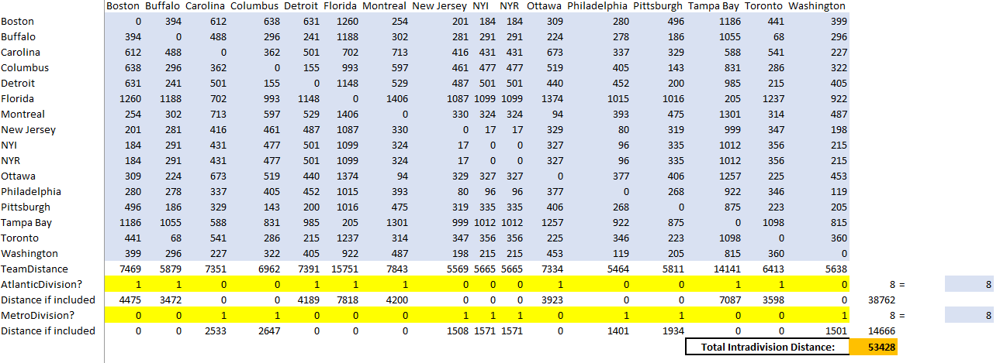 Boston Buffalo Carolina Columbus Detroit Florida Montreal New Jersey NYI NYR Ottawa Philadelphia Pittsburgh Tampa Bay Toronto Washington
Boston 0 394 612 638 631 1260 254 201 184 184 309 280 496 1186 441 399
Buffalo 394 0 488 296 241 1188 302 281 291 291 224 278 186 1055 68 296
Carolina 612 488 0 362 501 702 713 416 431 431 673 337 329 588 541 227
Columbus 638 296 362 0 155 993 597 461 477 477 519 405 143 831 286 322
Detroit 631 241 501 155 0 1148 529 487 501 501 440 452 200 985 215 405
Florida 1260 1188 702 993 1148 0 1406 1087 1099 1099 1374 1015 1016 205 1237 922
Montreal 254 302 713 597 529 1406 0 330 324 324 94 393 475 1301 314 487
New Jersey 201 281 416 461 487 1087 330 0 17 17 329 80 319 999 347 198
NYI 184 291 431 477 501 1099 324 17 0 0 327 96 335 1012 356 215
NYR 184 291 431 477 501 1099 324 17 0 0 327 96 335 1012 356 215
Ottawa 309 224 673 519 440 1374 94 329 327 327 0 377 406 1257 225 453
Philadelphia 280 278 337 405 452 1015 393 80 96 96 377 0 268 922 346 119
Pittsburgh 496 186 329 143 200 1016 475 319 335 335 406 268 0 875 223 205
Tampa Bay 1186 1055 588 831 985 205 1301 999 1012 1012 1257 922 875 0 1098 815
Toronto 441 68 541 286 215 1237 314 347 356 356 225 346 223 1098 0 360
Washington 399 296 227 322 405 922 487 198 215 215 453 119 205 815 360 0
TeamDistance 7469 5879 7351 6962 7391 15751 7843 5569 5665 5665 7334 5464 5811 14141 6413 5638
AtlanticDivision? 1 1 0 0 1 1 1 0 0 0 1 0 0 1 1 0 8 = 8
Distance if included 4475 3472 0 0 4189 7818 4200 0 0 0 3923 0 0 7087 3598 0 38762
MetroDivision? 0 0 1 1 0 0 0 1 1 1 0 1 1 0 0 1 8 = 8
Distance if included 0 0 2533 2647 0 0 0 1508 1571 1571 0 1401 1934 0 0 1501 14666
Total Intradivision Distance: 53428